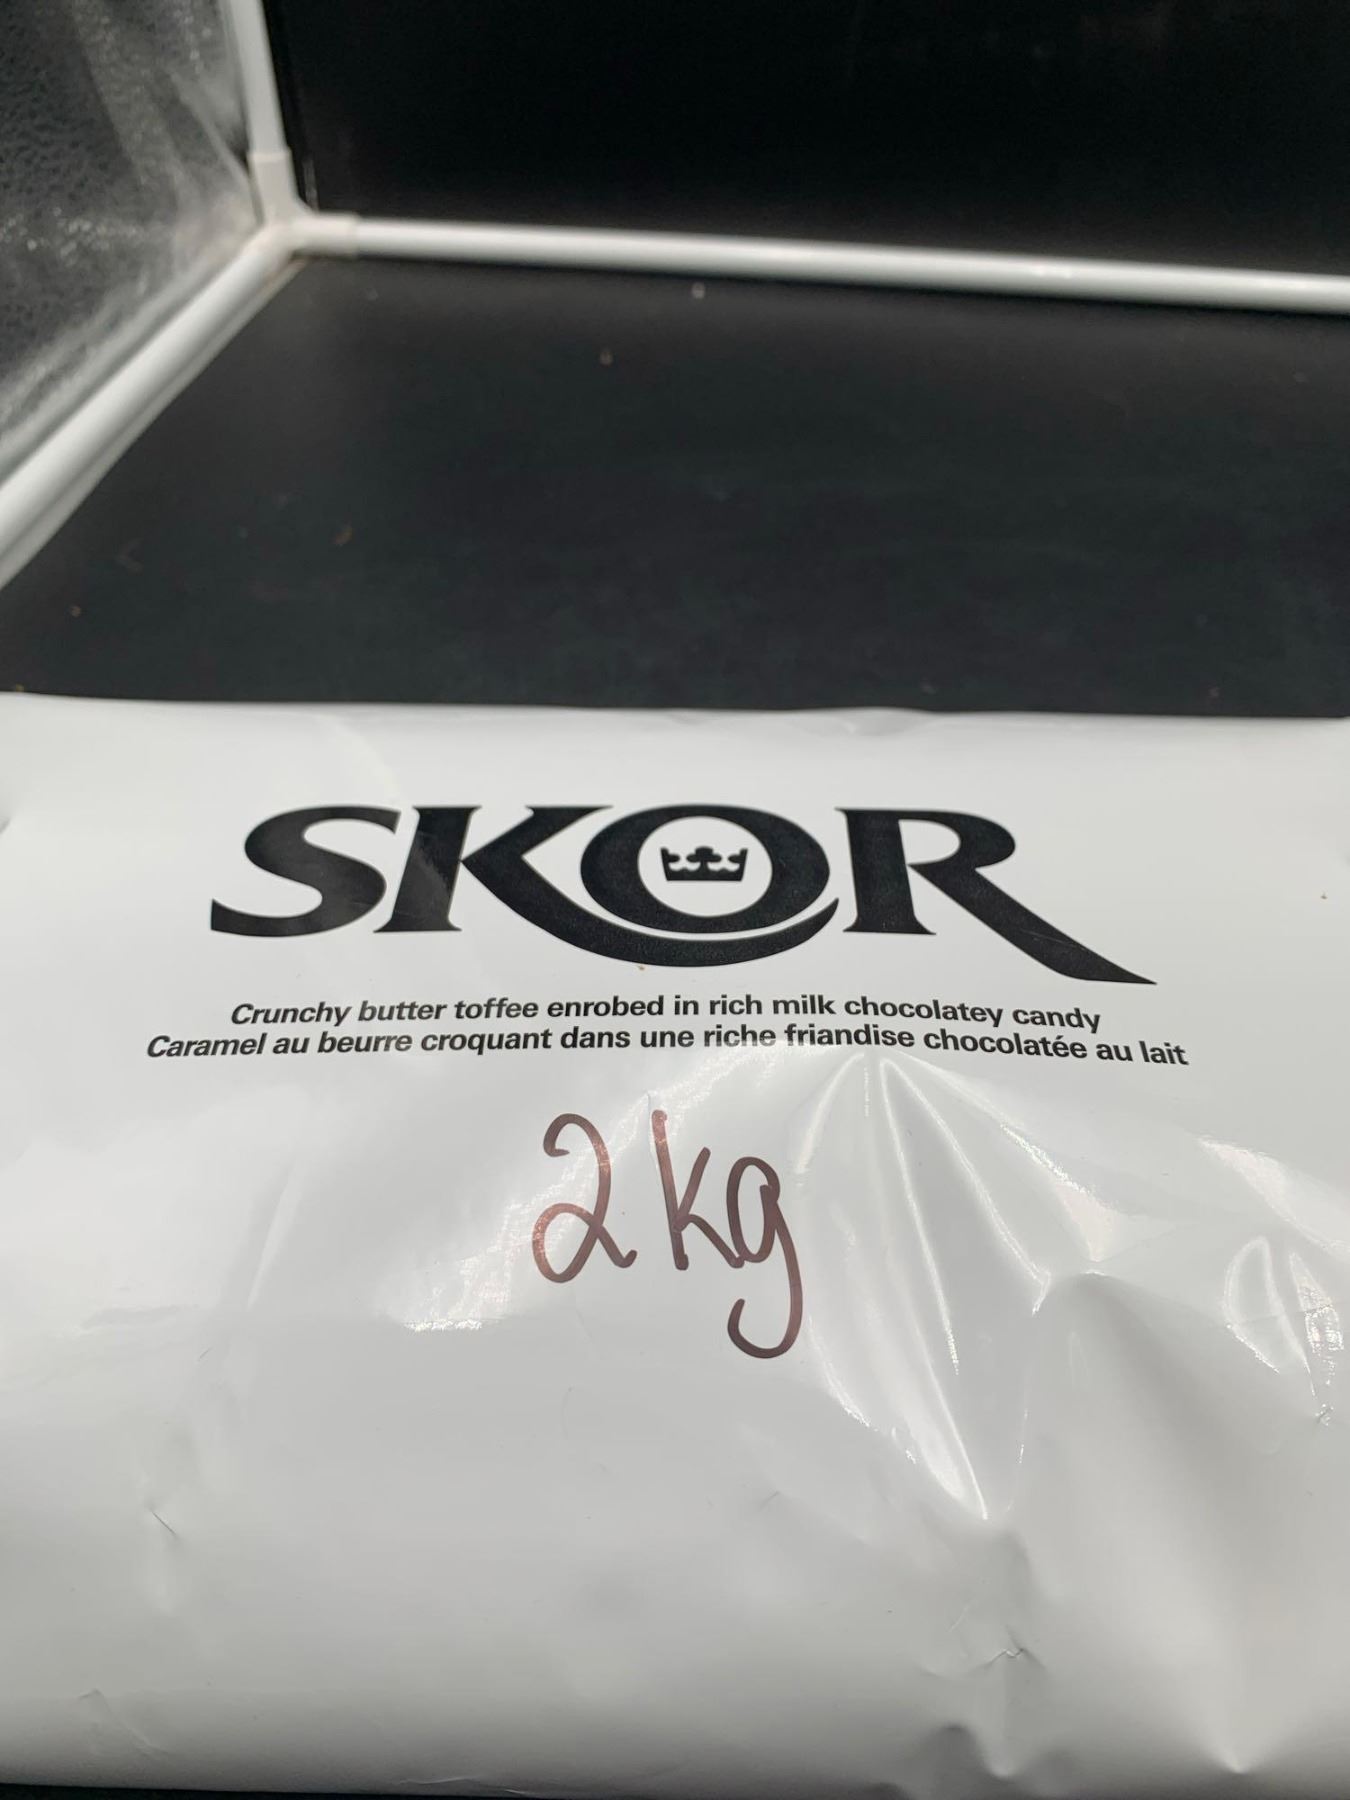 SKOR
Crunchy butter toffee enrobed in rich milk chocolatey candy
Caramel au beurre croquant dans une riche friandise chocolatée au lait
2kg